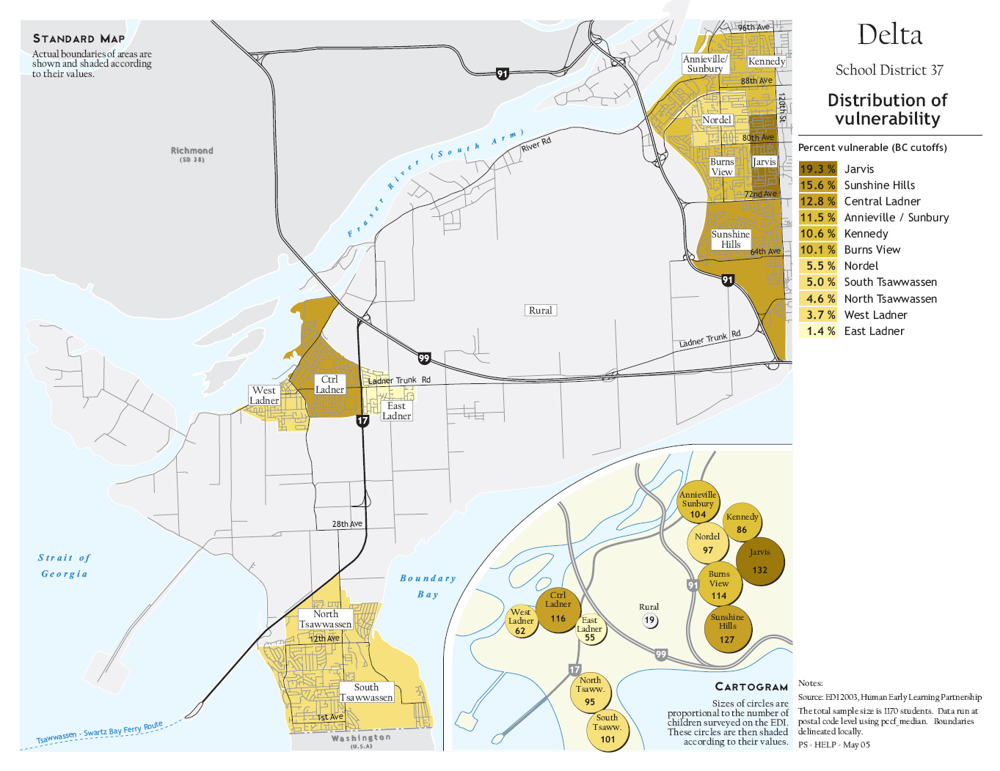 STANDARD MAP
Actual boundaries of areas are
shown and shaded according
to their values.
Richmond
(SD 38)
91
Fraser River (South Arm)
River Rd
96th Ave
Annieville/
Sunbury
Kennedy
88th Ave
120th St
Nordel
80th Ave
Burns
View
Jarvis
72nd Ave
Sunshine
Hills
64th Ave
91
Rural
Ladner Trunk Rd
99
Ctrl
Ladner
Ladner Trunk Rd
West
Ladner
East
Ladner
17
28th Ave
Strait of
Georgia
Boundary
Bay
North
Tsawwassen
12th Ave
South
Tsawwassen
1st Ave
Washington
(U.S.A)
Tsawwassen - Swartz Bay Ferry Route
Annieville
Sunbury
104
Kennedy
86
Nordel
97
Jarvis
132
Burns
View
114
91
Ctrl
Ladner
116
West
Ladner
62
East
Ladner
55
Rural
19
Sunshine
Hills
127
99
17
North
Tsaww.
95
South
Tsaww.
101
CARTOGRAM
Sizes of circles are
proportional to the number of
children surveyed on the EDI.
These circles are then shaded
according to their values.
Delta
School District 37
Distribution of
vulnerability
Percent vulnerable (BC cutoffs)
19.3 % Jarvis
15.6 % Sunshine Hills
12.8 % Central Ladner
11.5 % Annieville / Sunbury
10.6 % Kennedy
10.1 % Burns View
5.5 % Nordel
5.0 % South Tsawwassen
4.6 % North Tsawwassen
3.7 % West Ladner
1.4 % East Ladner
Notes:
Source: EDI 2003, Human Early Learning Partnership
The total sample size is 1170 students. Data run at
postal code level using pccf_median. Boundaries
delineated locally.
PS - HELP - May 05